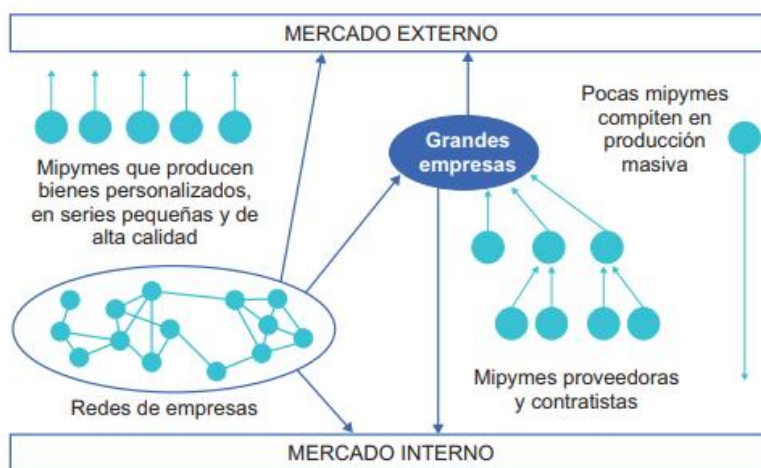 MERCADO EXTERNO
Mipymes que producen
bienes personalizados,
en series pequeñas y de
alta calidad
Grandes
empresas
Pocas mipymes
compiten en
producción
masiva
Redes de empresas
Mipymes proveedoras
y contratistas
MERCADO INTERNO